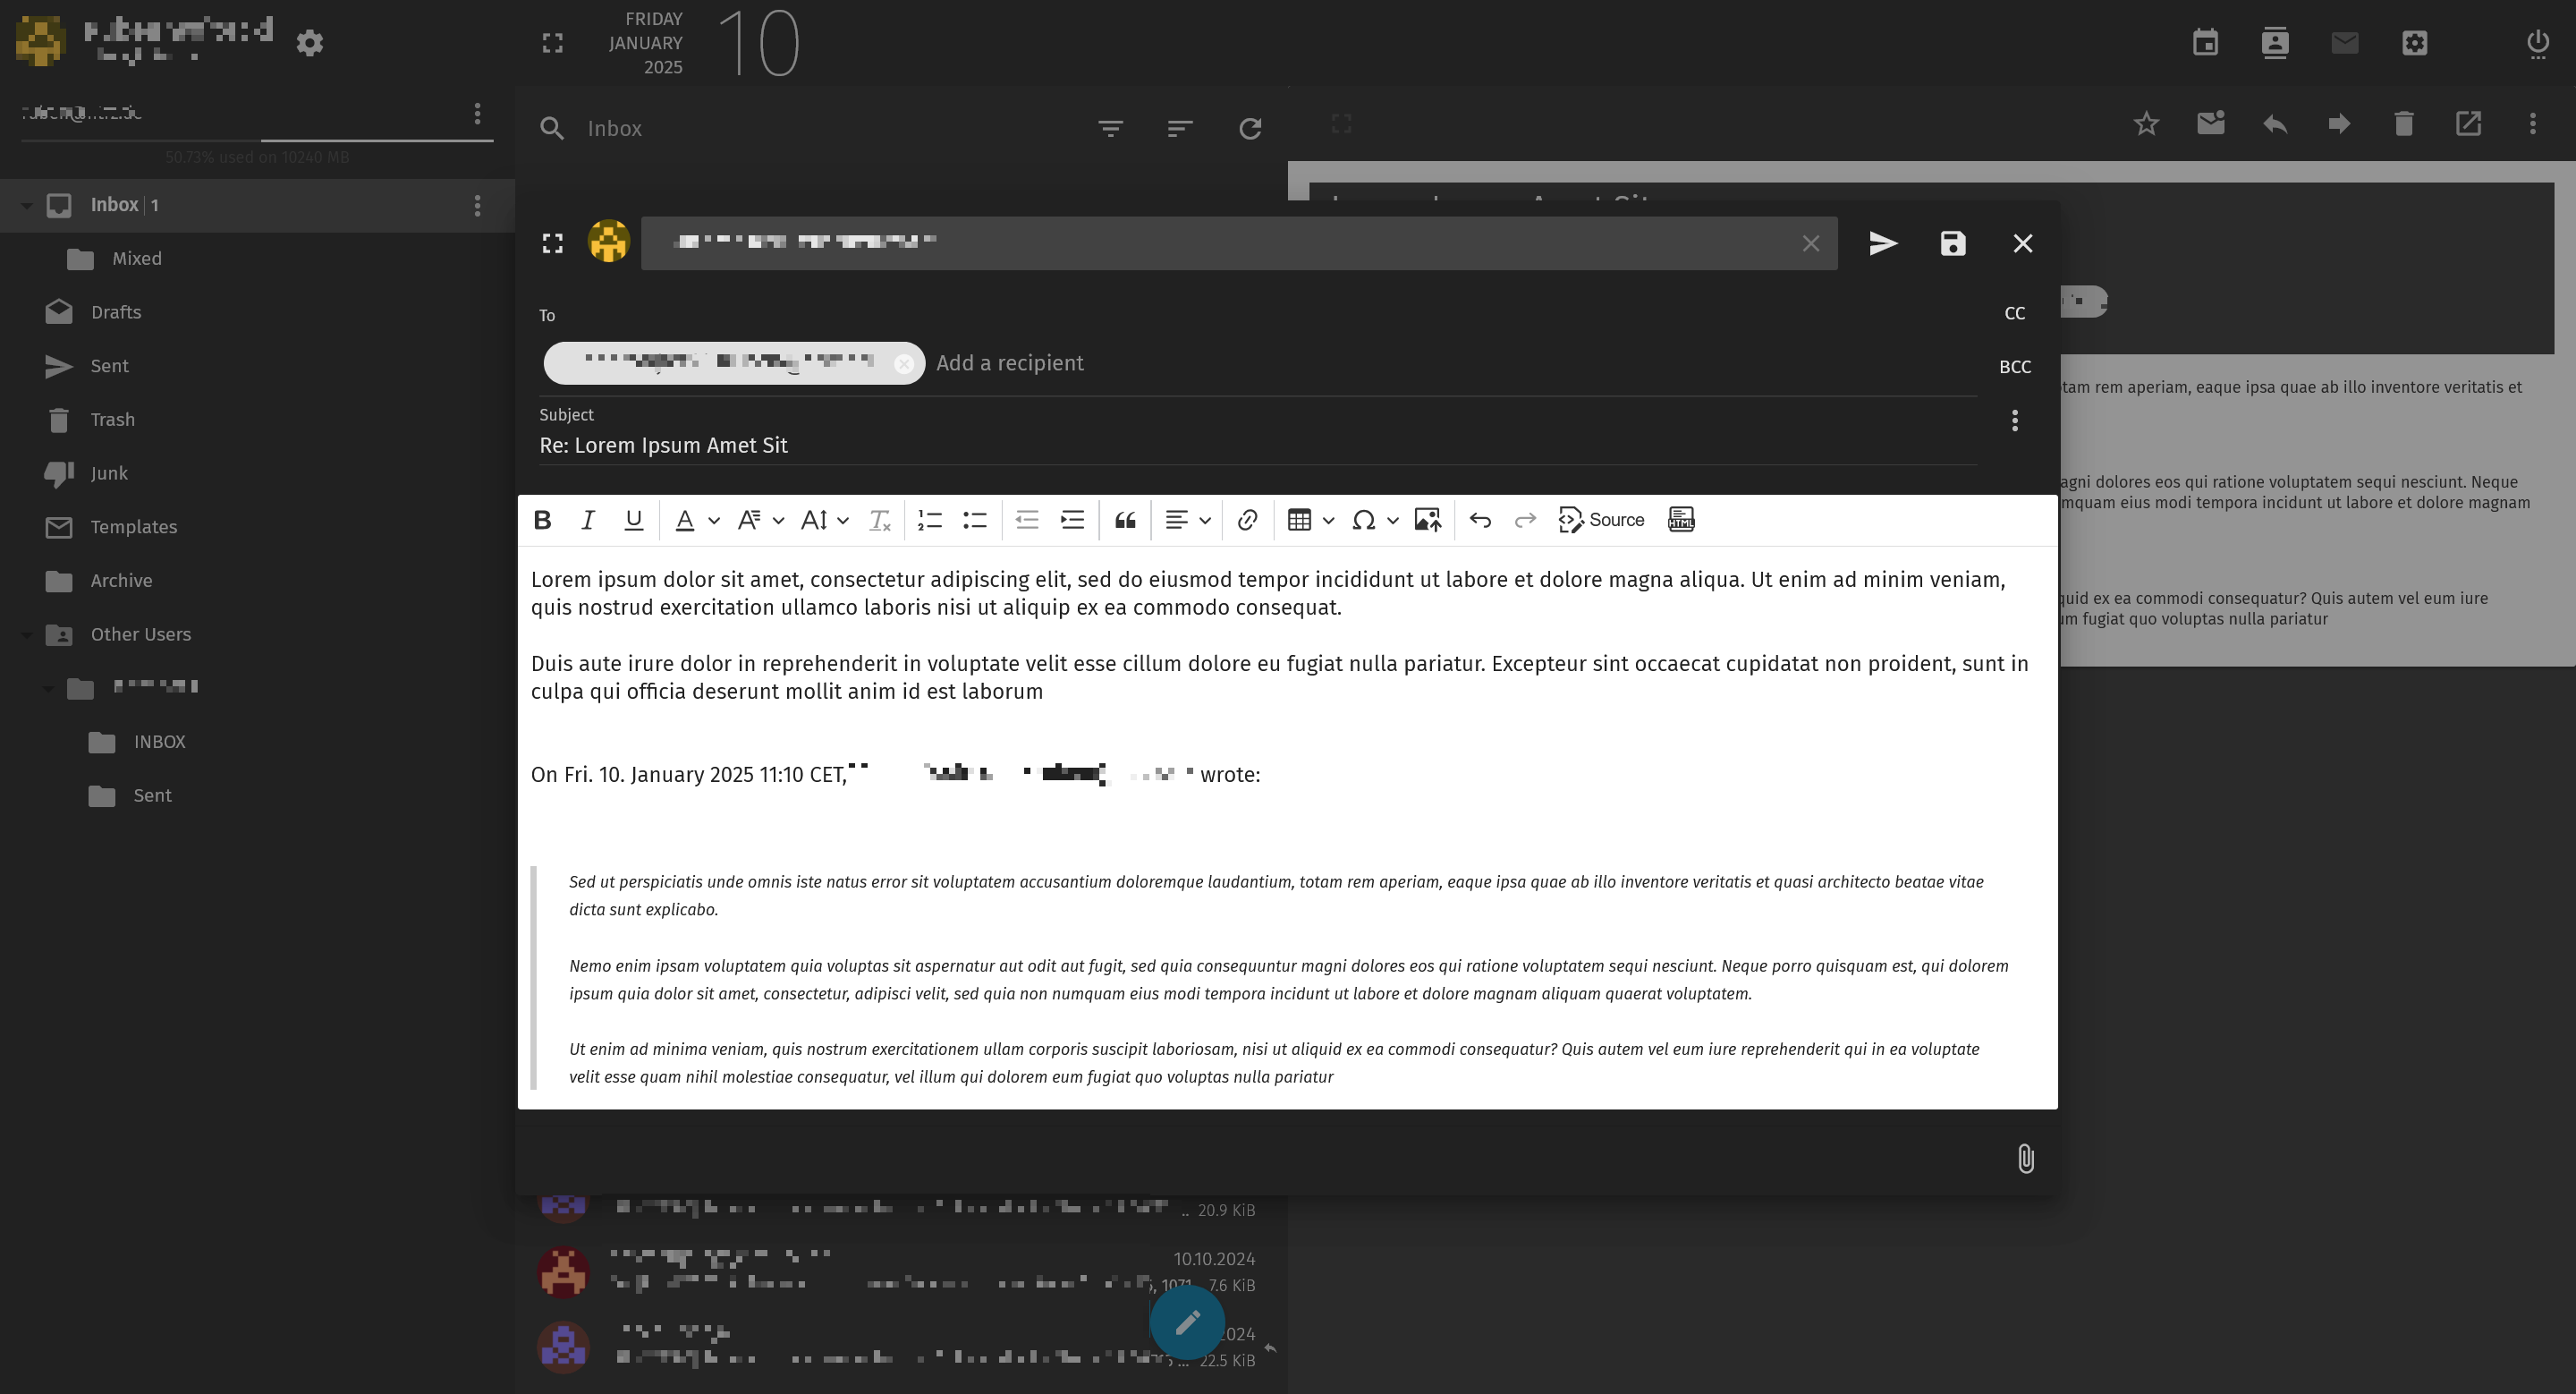 FRIDAY
JANUARY
2025
10
50.73% used on 10240 MB
Inbox
Inbox | 1
Mixed
Drafts
Sent
Trash
Junk
Templates
Archive
Other Users
INBOX
Sent
To
CC
Add a recipient
BCC
Subject
Re: Lorem Ipsum Amet Sit
Source
HTML
Lorem ipsum dolor sit amet, consectetur adipiscing elit, sed do eiusmod tempor incididunt ut labore et dolore magna aliqua. Ut enim ad minim veniam,
quis nostrud exercitation ullamco laboris nisi ut aliquip ex ea commodo consequat.
Duis aute irure dolor in reprehenderit in voluptate velit esse cillum dolore eu fugiat nulla pariatur. Excepteur sint occaecat cupidatat non proident, sunt in
culpa qui officia deserunt mollit anim id est laborum
On Fri. 10. January 2025 11:10 CET, wrote:
Sed ut perspiciatis unde omnis iste natus error sit voluptatem accusantium doloremque laudantium, totam rem aperiam, eaque ipsa quae ab illo inventore veritatis et quasi architecto beatae vitae
dicta sunt explicabo.
Nemo enim ipsam voluptatem quia voluptas sit aspernatur aut odit aut fugit, sed quia consequuntur magni dolores eos qui ratione voluptatem sequi nesciunt. Neque porro quisquam est, qui dolorem
ipsum quia dolor sit amet, consectetur, adipisci velit, sed quia non numquam eius modi tempora incidunt ut labore et dolore magnam aliquam quaerat voluptatem.
Ut enim ad minima veniam, quis nostrum exercitationem ullam corporis suscipit laboriosam, nisi ut aliquid ex ea commodi consequatur? Quis autem vel eum iure reprehenderit qui in ea voluptate
velit esse quam nihil molestiae consequatur, vel illum qui dolorem eum fugiat quo voluptas nulla pariatur
rem aperiam, eaque ipsa quae ab illo inventore veritatis et
dolores eos qui ratione voluptatem sequi nesciunt. Neque
eius modi tempora incidunt ut labore et dolore magnam
ex ea commodi consequatur? Quis autem vel eum iure
fugiat quo voluptas nulla pariatur
.. 20.9 KiB
10.10.2024
1071 7.6 KiB
2024
22.5 KiB